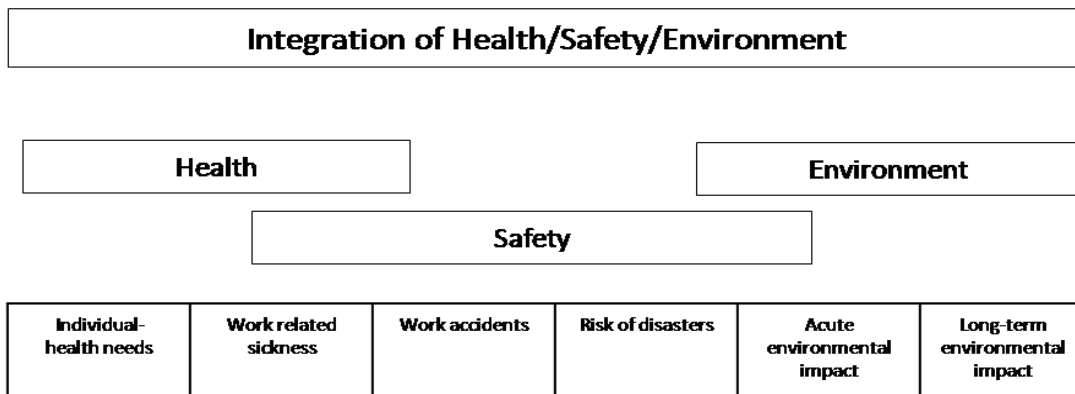 Integration of Health/Safety/Environment
Health
Environment
Safety
Individual-
health needs
Work related
sickness
Work accidents
Risk of disasters
Acute
environmental
impact
Long-term
environmental
impact